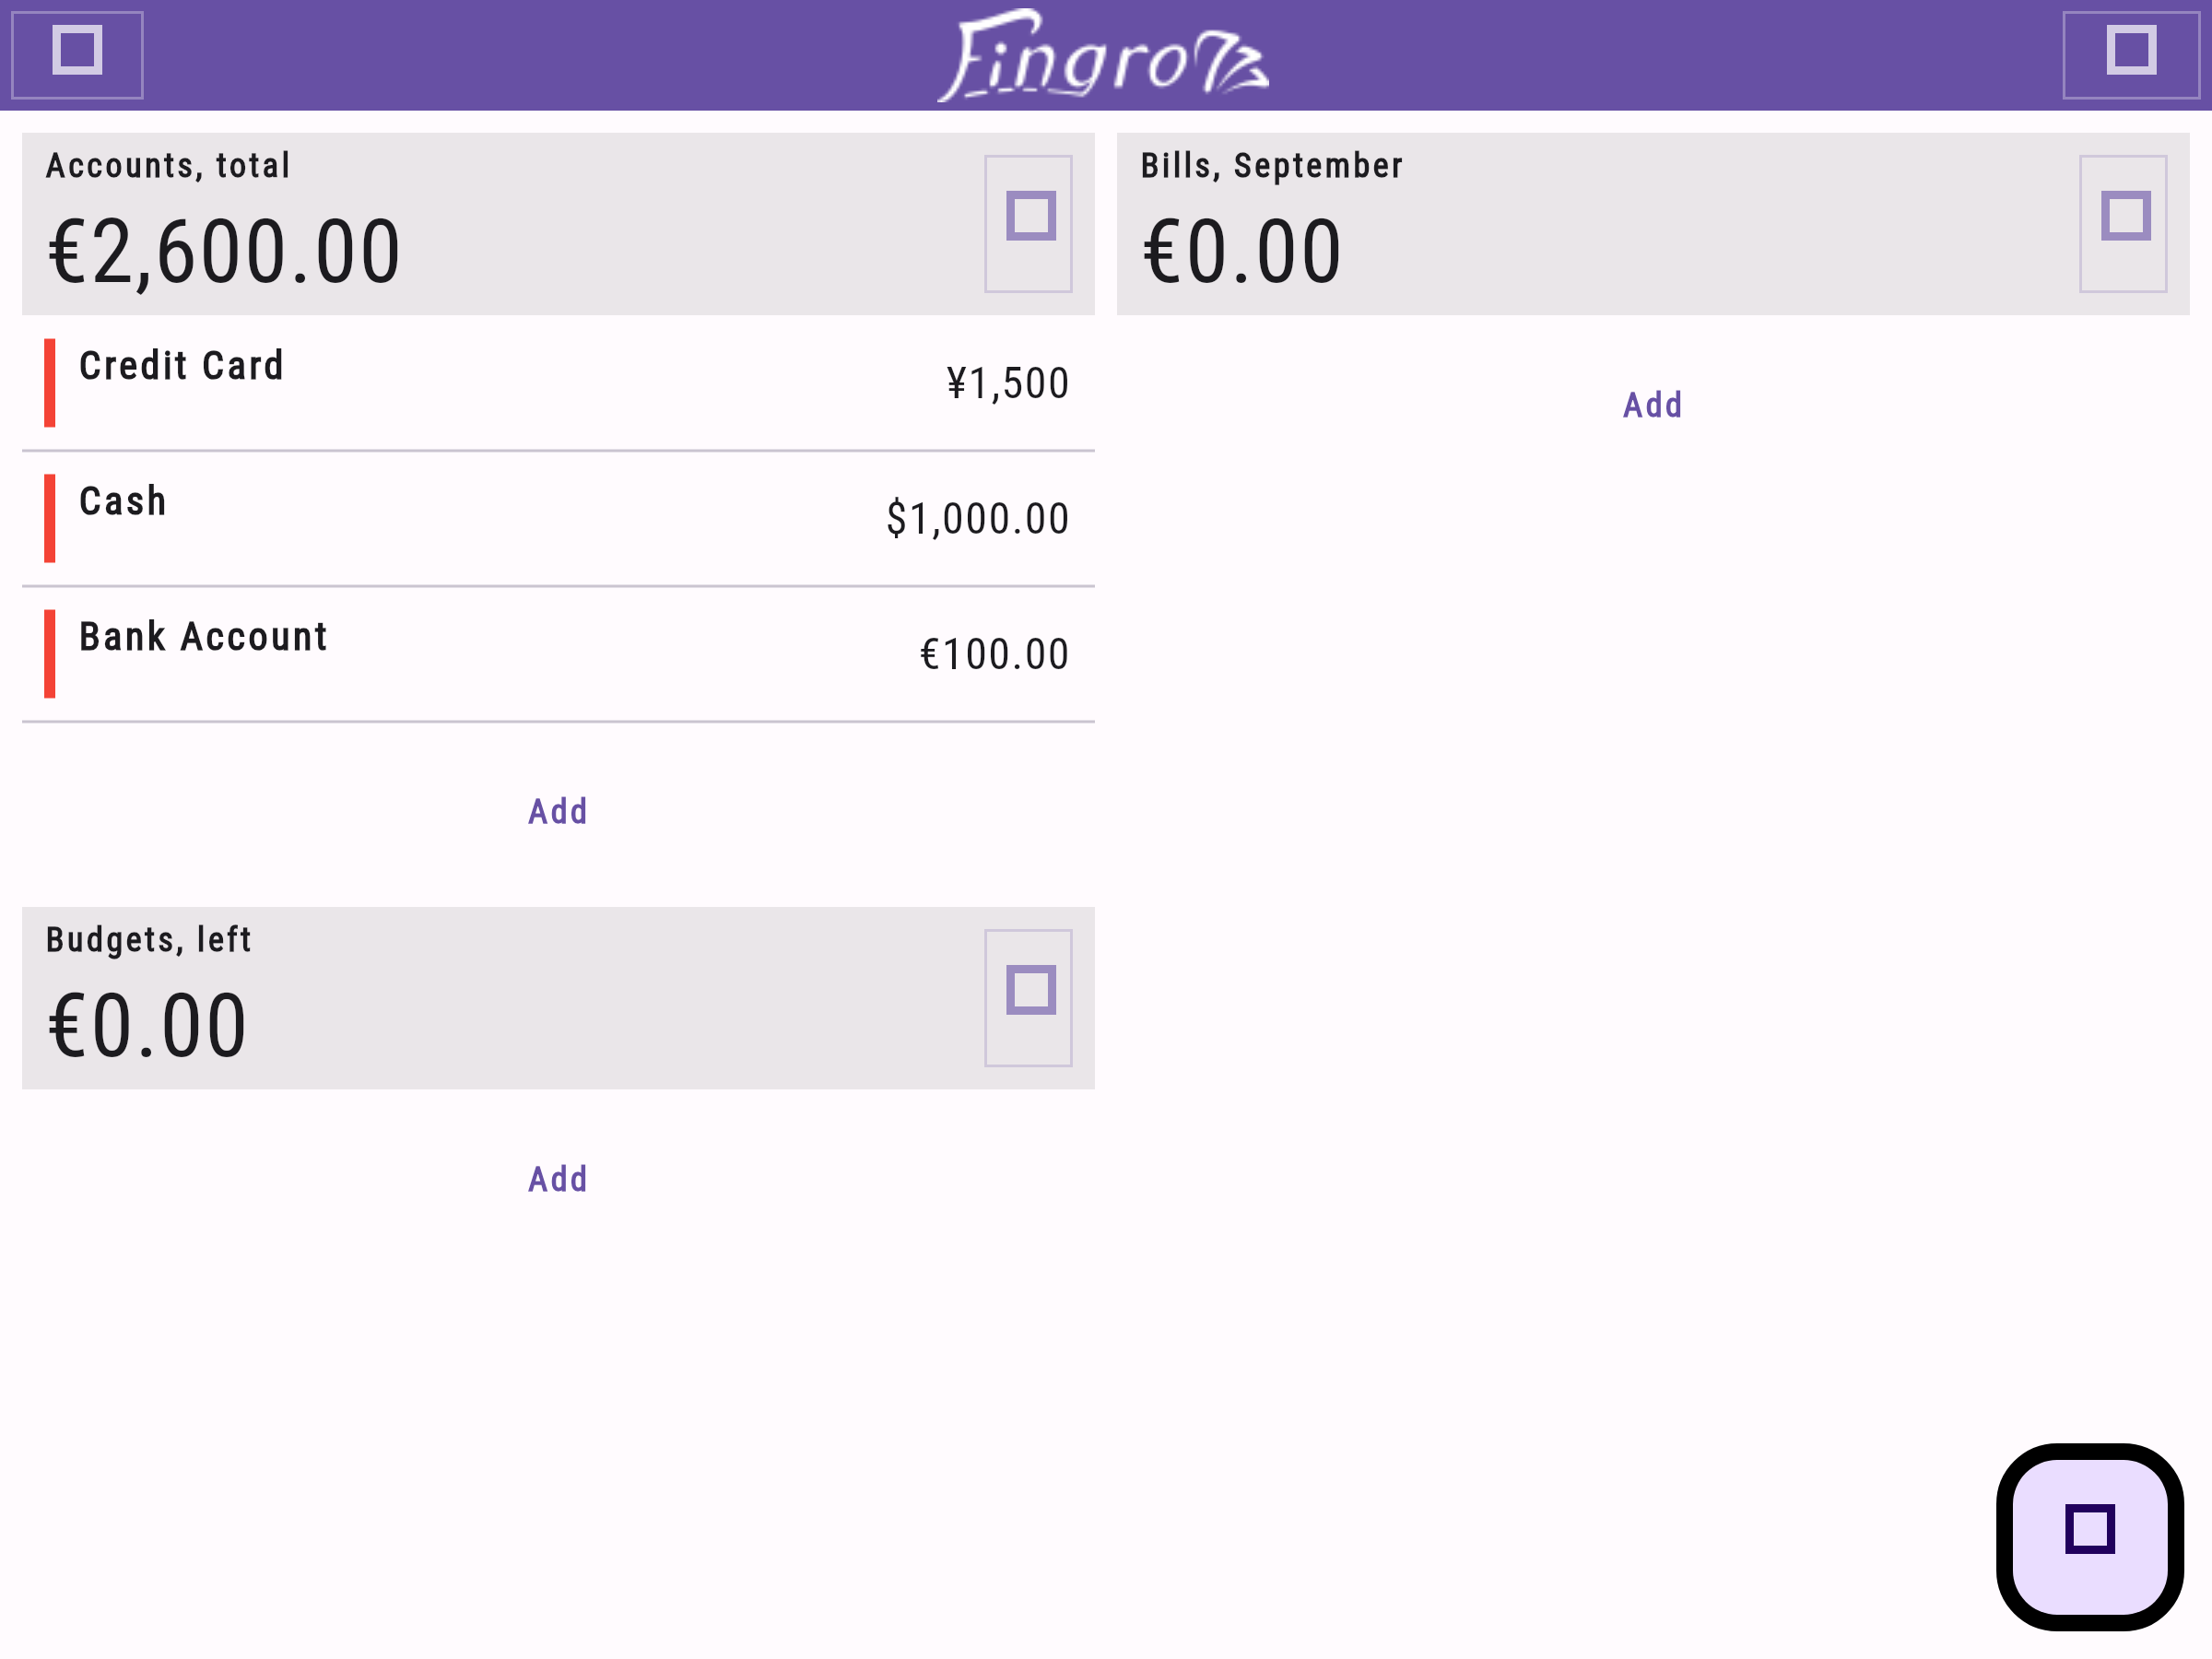 Fingrom
Accounts, total
€2,600.00
Credit Card
¥1,500
Cash
$1,000.00
Bank Account
€100.00
Add
Budgets, left
€0.00
Add
Bills, September
€0.00
Add